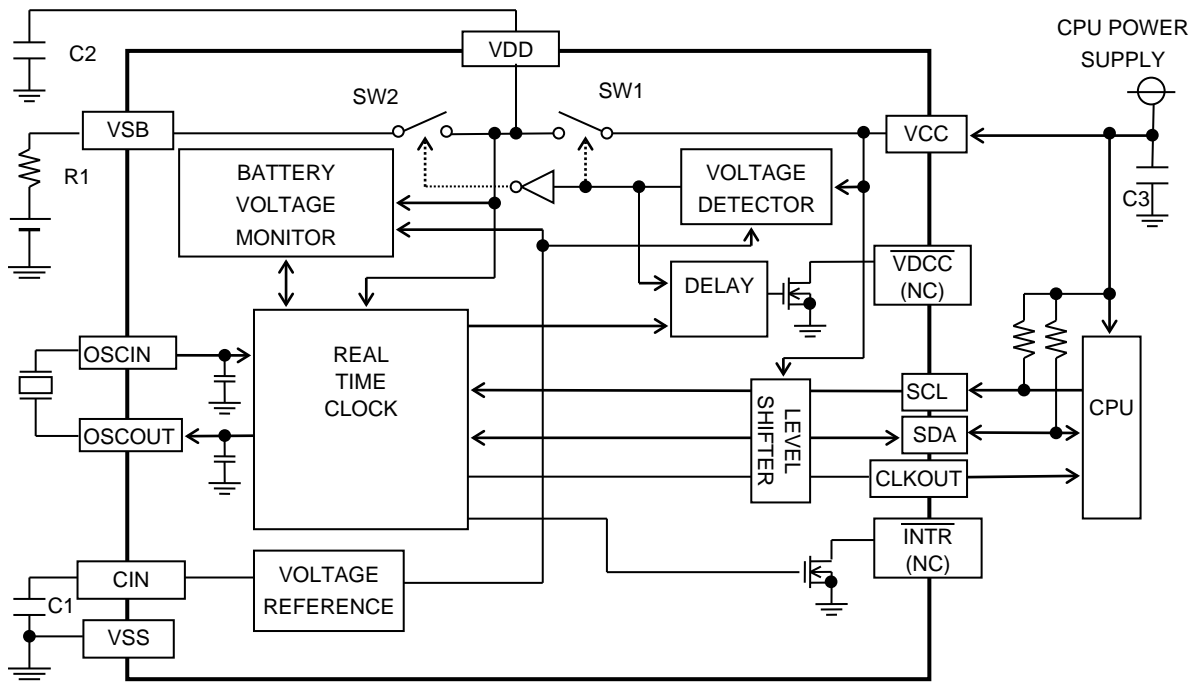 CPU POWER
SUPPLY
C2
VDD
SW2
SW1
VSB
VCC
R1
BATTERY
VOLTAGE
MONITOR
VOLTAGE
DETECTOR
C3
VDCC
(NC)
DELAY
OSCIN
REAL
TIME
CLOCK
LEVEL
SHIFTER
SCL
CPU
OSCOUT
SDA
CLKOUT
INTR
(NC)
CIN
VOLTAGE
REFERENCE
C1
VSS